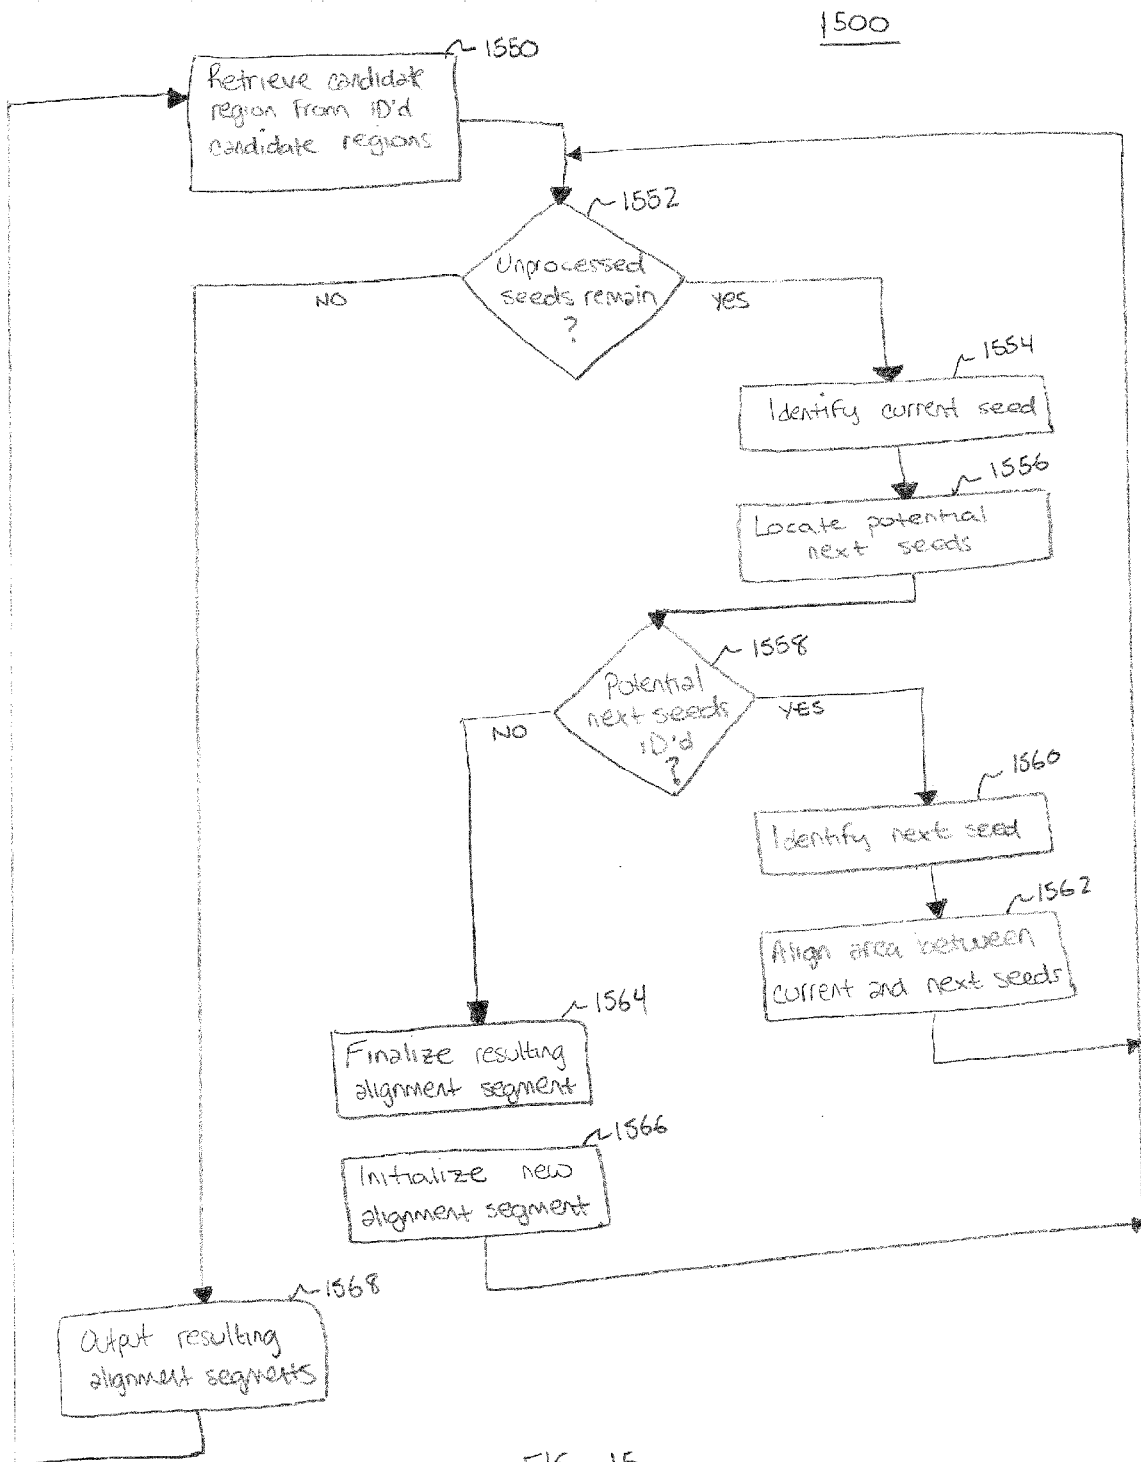 1500
1550
Retrieve candidate
region from ID'd
candidate regions
1552
Unprocessed
seeds remain
?
NO
Yes
1554
Identify current seed
1556
Locate potential
next seeds
1558
Potential
next seeds
ID'd
?
NO
YES
1560
Identify next seed
1562
Align area between
current and next seeds
1564
Finalize resulting
alignment segment
1566
Initialize new
alignment segment
1568
Output resulting
alignment segments
FIG. 15